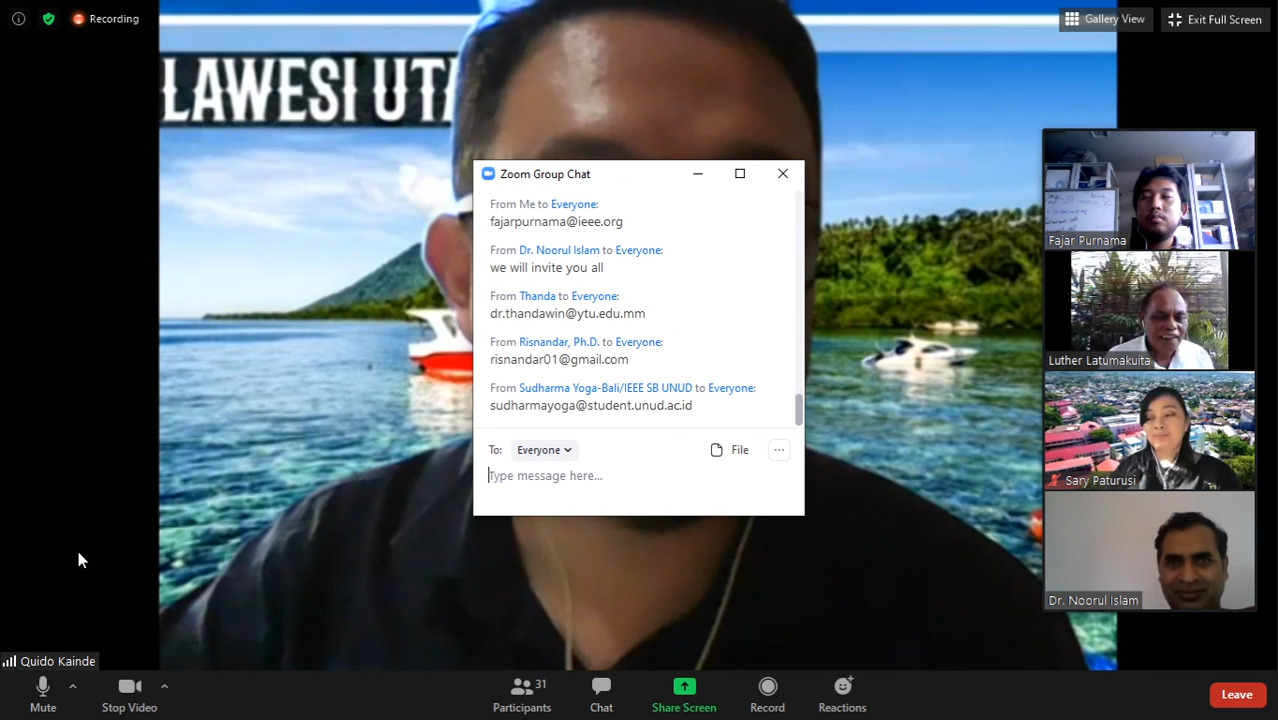 Recording
Gallery View
Exit Full Screen
LAWESI UTA
Zoom Group Chat
From Me to Everyone:
fajarpurnama@ieee.org
From Dr. Noorul Islam to Everyone:
we will invite you all
From Thanda to Everyone:
dr.thandawin@ytu.edu.mm
From Risnandar, Ph.D. to Everyone:
risnandar01@gmail.com
From Sudharma Yoga-Bali/IEEE SB UNUD to Everyone:
sudharmayoga@student.unud.ac.id
To: Everyone
File
Type message here...
Fajar Purnama
Luther Latumakuita
Sary Paturusi
Dr. Noorul Islam
Quido Kainde
Mute
Stop Video
Participants 31
Chat
Share Screen
Record
Reactions
Leave